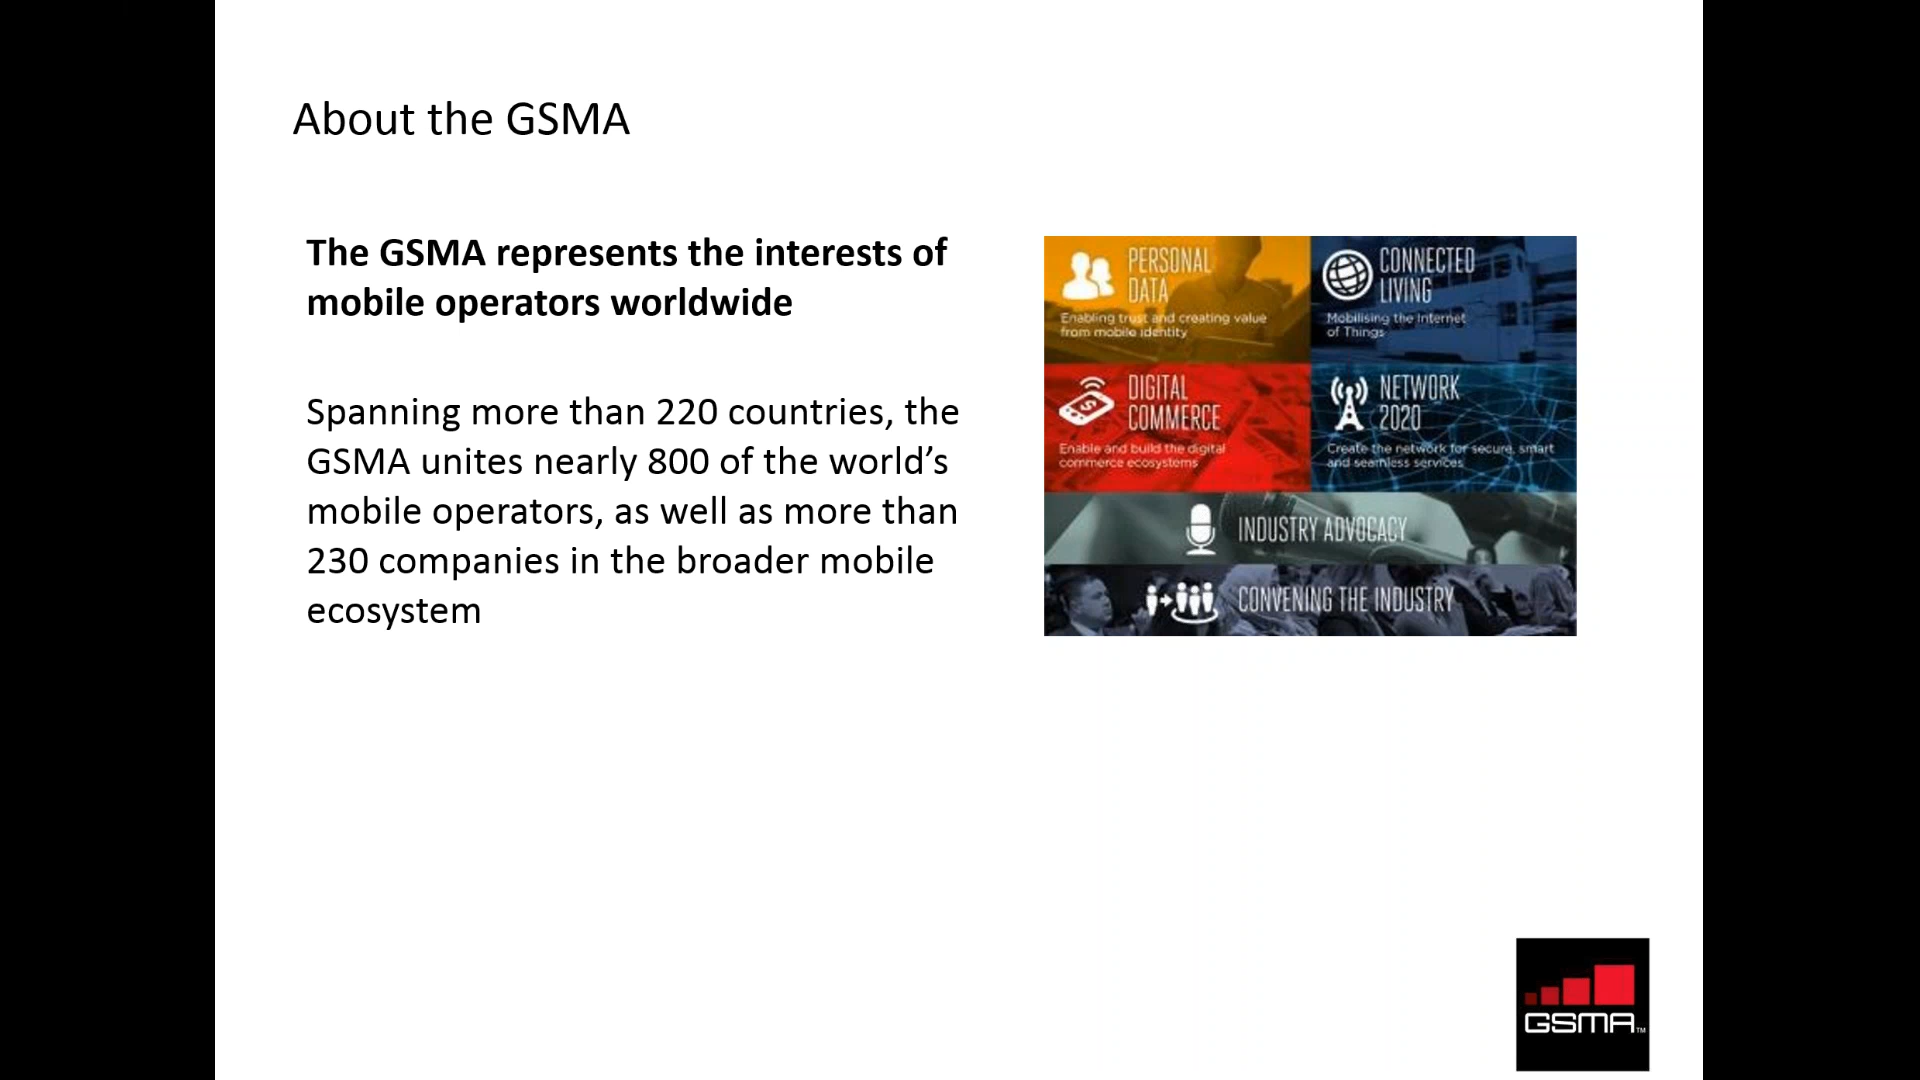 About the GSMA
The GSMA represents the interests of
mobile operators worldwide
Spanning more than 220 countries, the
GSMA unites nearly 800 of the world’s
mobile operators, as well as more than
230 companies in the broader mobile
ecosystem
PERSONAL
DATA
Enabling trust and creating value
from mobile identity
CONNECTED
LIVING
Mobilising the Internet
of Things
DIGITAL
COMMERCE
Enable and build the digital
commerce ecosystems
NETWORK
2020
Create the network for secure, smart
and seamless services
INDUSTRY ADVOCACY
CONVENING THE INDUSTRY
GSMA™